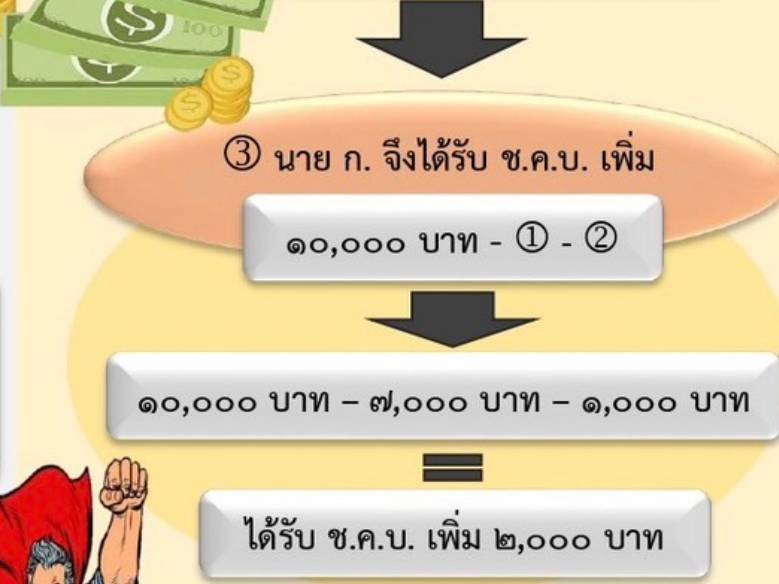 100
③ นาย ก. จึงได้รับ ช.ค.บ. เพิ่ม
๑๐,๐๐๐ บาท - ① - ②
๑๐,๐๐๐ บาท – ๗,๐๐๐ บาท – ๑,๐๐๐ บาท
=
ได้รับ ช.ค.บ. เพิ่ม ๒,๐๐๐ บาท